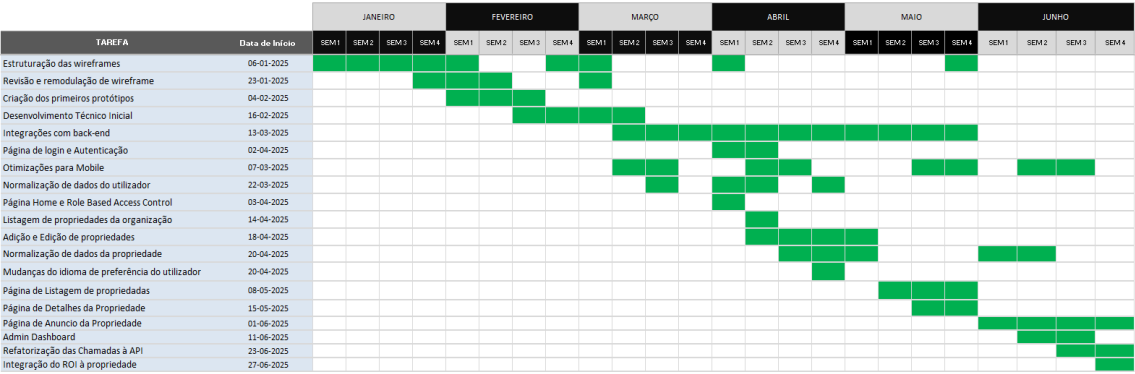 JANEIRO FEVEREIRO MARÇO ABRIL MAIO JUNHO
TAREFA Data de Início SEM 1 SEM 2 SEM 3 SEM 4 SEM 1 SEM 2 SEM 3 SEM 4 SEM 1 SEM 2 SEM 3 SEM 4 SEM 1 SEM 2 SEM 3 SEM 4 SEM 1 SEM 2 SEM 3 SEM 4 SEM 1 SEM 2 SEM 3 SEM 4
Estruturação das wireframes 06-01-2025
Revisão e remodulação de wireframe 23-01-2025
Criação dos primeiros protótipos 04-02-2025
Desenvolvimento Técnico Inicial 16-02-2025
Integrações com back-end 13-03-2025
Página de login e Autenticação 02-04-2025
Otimizações para Mobile 07-03-2025
Normalização de dados do utilizador 22-03-2025
Página Home e Role Based Access Control 03-04-2025
Listagem de propriedades da organização 14-04-2025
Adição e Edição de propriedades 18-04-2025
Normalização de dados da propriedade 20-04-2025
Mudanças do idioma de preferência do utilizador 20-04-2025
Página de Listagem de propriedadas 08-05-2025
Página de Detalhes da Propriedade 15-05-2025
Página de Anuncio da Propriedade 01-06-2025
Admin Dashboard 11-06-2025
Refatorização das Chamadas à API 23-06-2025
Integração do ROI à propriedade 27-06-2025